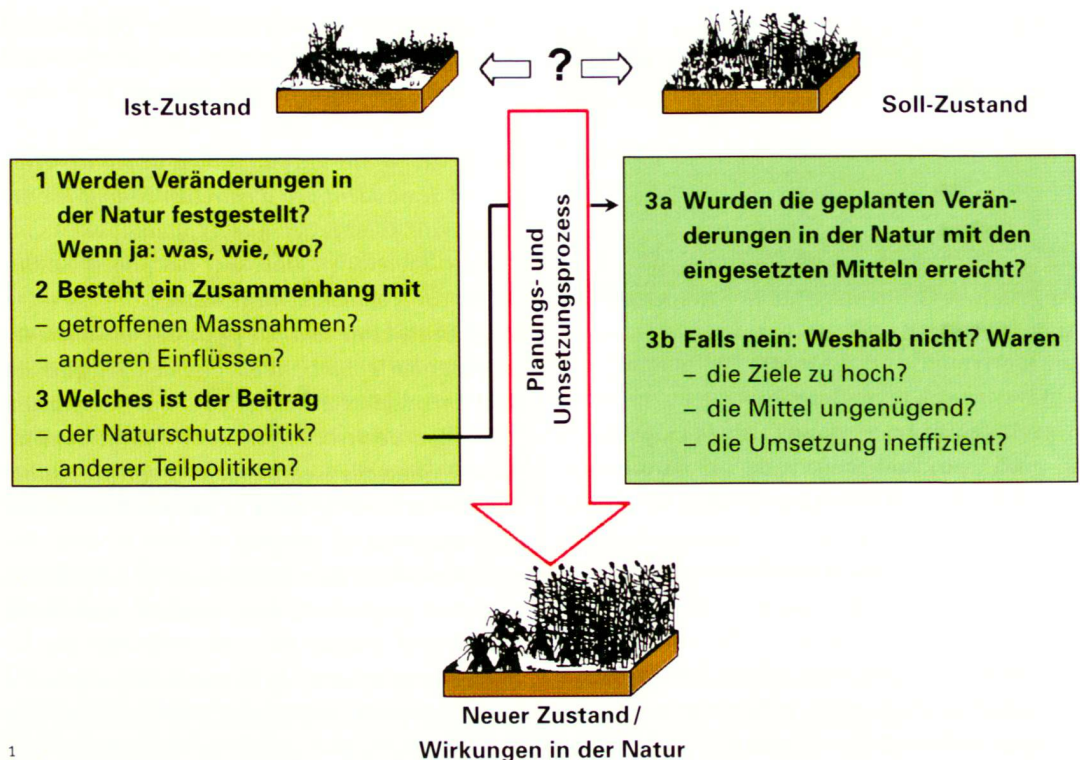 ?
Ist-Zustand
Soll-Zustand
1 Werden Veränderungen in
der Natur festgestellt?
Wenn ja: was, wie, wo?
2 Besteht ein Zusammenhang mit
– getroffenen Massnahmen?
– anderen Einflüssen?
3 Welches ist der Beitrag
– der Naturschutzpolitik?
– anderer Teilpolitiken?
Planungs- und
Umsetzungsprozess
3a Wurden die geplanten Verän-
derungen in der Natur mit den
eingesetzten Mitteln erreicht?
3b Falls nein: Weshalb nicht? Waren
– die Ziele zu hoch?
– die Mittel ungenügend?
– die Umsetzung ineffizient?
Neuer Zustand/
Wirkungen in der Natur
1